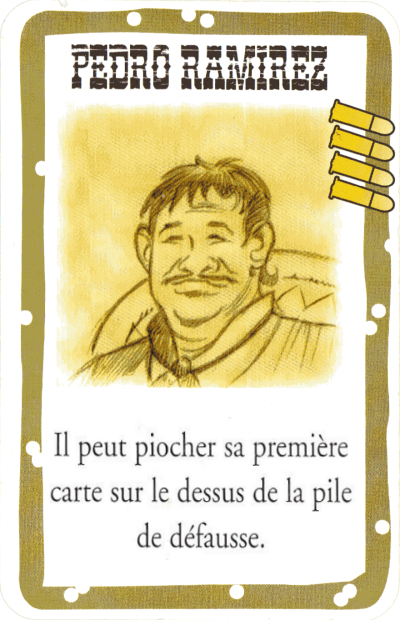 PEDRO RAMIREZ
Il peut piocher sa première
carte sur le dessus de la pile
de défausse.